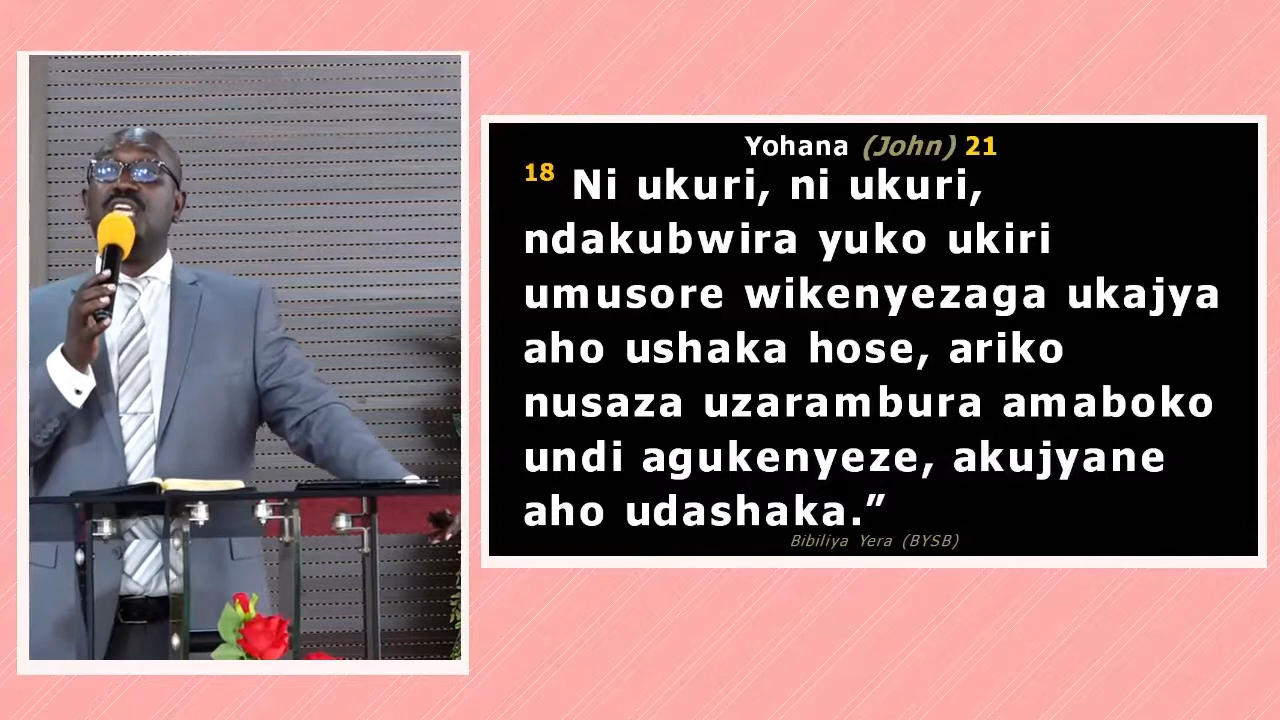 Yohana (John) 21
18 Ni ukuri, ni ukuri,
ndakubwira yuko ukiri
umusore wikenyezaga ukajya
aho ushaka hose, ariko
nusaza uzarambura amaboko
undi agukenyeze, akujyane
aho udashaka.”
Bibiliya Yera (BYSB)